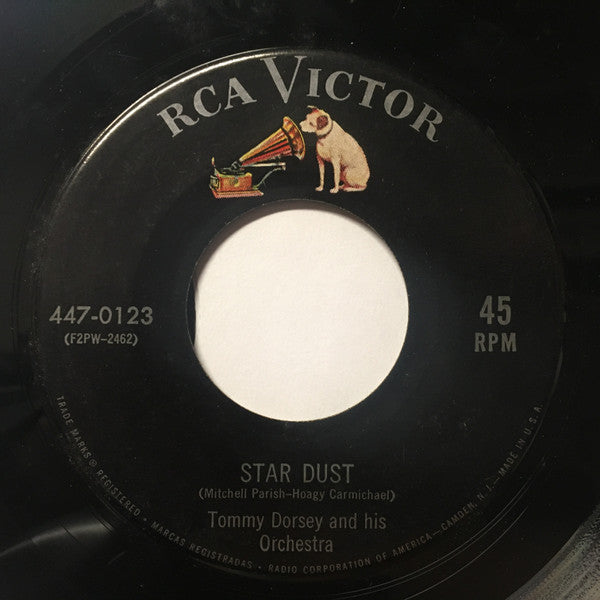 RCA VICTOR
447-0123
(F2PW-2462)
45
RPM
STAR DUST
(Mitchell Parish-Hoagy Carmichael)
Tommy Dorsey and his
Orchestra
TRADE MARKS ® REGISTERED • MARCAS REGISTRADAS • RADIO CORPORATION OF AMERICA—CAMDEN, N. J.—MADE IN U.S.A.